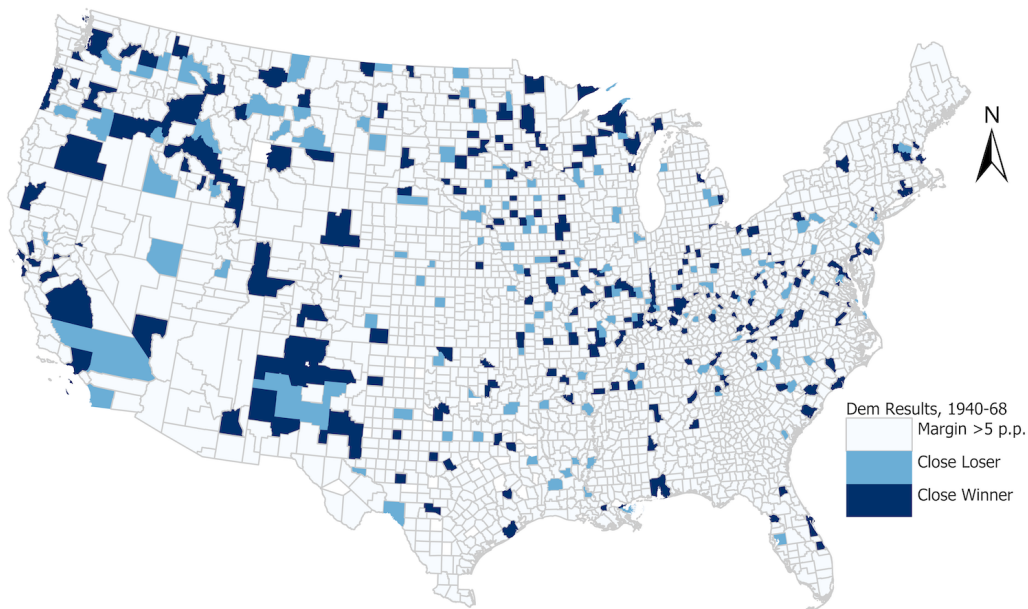 N
Dem Results, 1940-68
Margin >5 p.p.
Close Loser
Close Winner